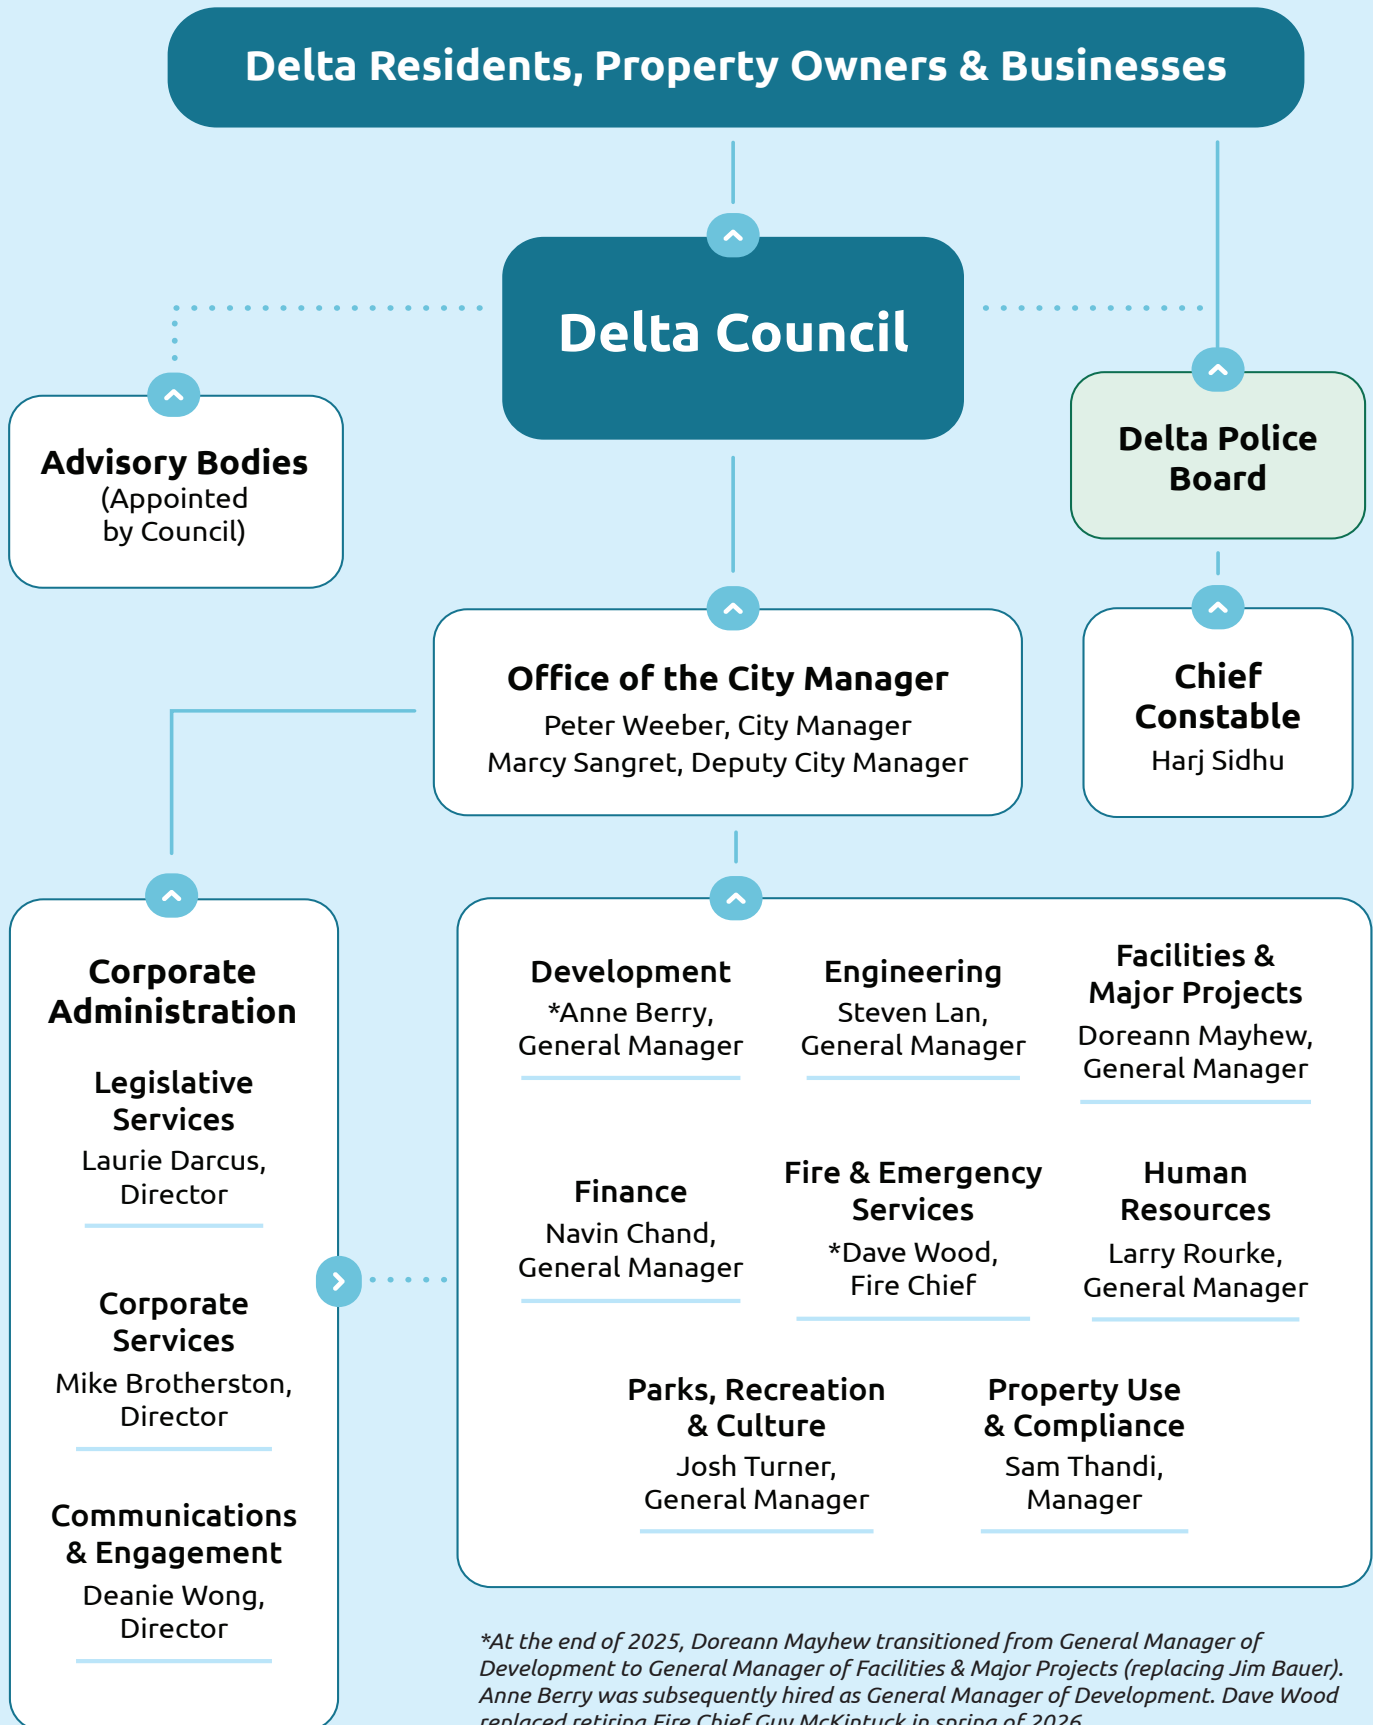 Delta Residents, Property Owners & Businesses
Delta Council
Advisory Bodies
(Appointed
by Council)
Delta Police
Board
Office of the City Manager
Peter Weeber, City Manager
Marcy Sangret, Deputy City Manager
Chief
Constable
Harj Sidhu
Corporate
Administration
Legislative
Services
Laurie Darcus,
Director
Corporate
Services
Mike Brotherston,
Director
Communications
& Engagement
Deanie Wong,
Director
Development
*Anne Berry,
General Manager
Engineering
Steven Lan,
General Manager
Facilities &
Major Projects
Doreann Mayhew,
General Manager
Finance
Navin Chand,
General Manager
Fire & Emergency
Services
*Dave Wood,
Fire Chief
Human
Resources
Larry Rourke,
General Manager
Parks, Recreation
& Culture
Josh Turner,
General Manager
Property Use
& Compliance
Sam Thandi,
Manager
*At the end of 2025, Doreann Mayhew transitioned from General Manager of
Development to General Manager of Facilities & Major Projects (replacing Jim Bauer).
Anne Berry was subsequently hired as General Manager of Development. Dave Wood
replaced retiring Fire Chief Guy McKintuck in spring of 2026.